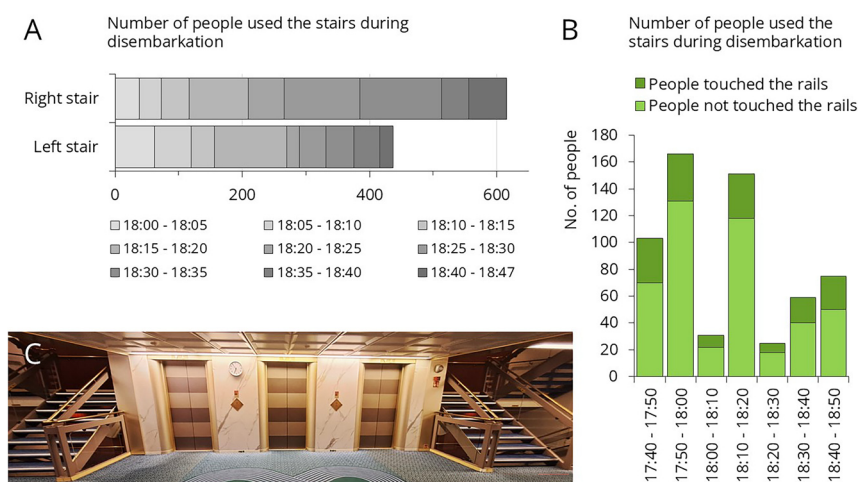 A
Number of people used the stairs during
disembarkation
Right stair
Left stair
0 200 400 600
18:00 - 18:05 18:05 - 18:10 18:10 - 18:15
18:15 - 18:20 18:20 - 18:25 18:25 - 18:30
18:30 - 18:35 18:35 - 18:40 18:40 - 18:47
B
Number of people used the
stairs during disembarkation
People touched the rails
People not touched the rails
No. of people
180
160
140
120
100
80
60
40
20
0
17:40 - 17:50
17:50 - 18:00
18:00 - 18:10
18:10 - 18:20
18:20 - 18:30
18:30 - 18:40
18:40 - 18:50
C